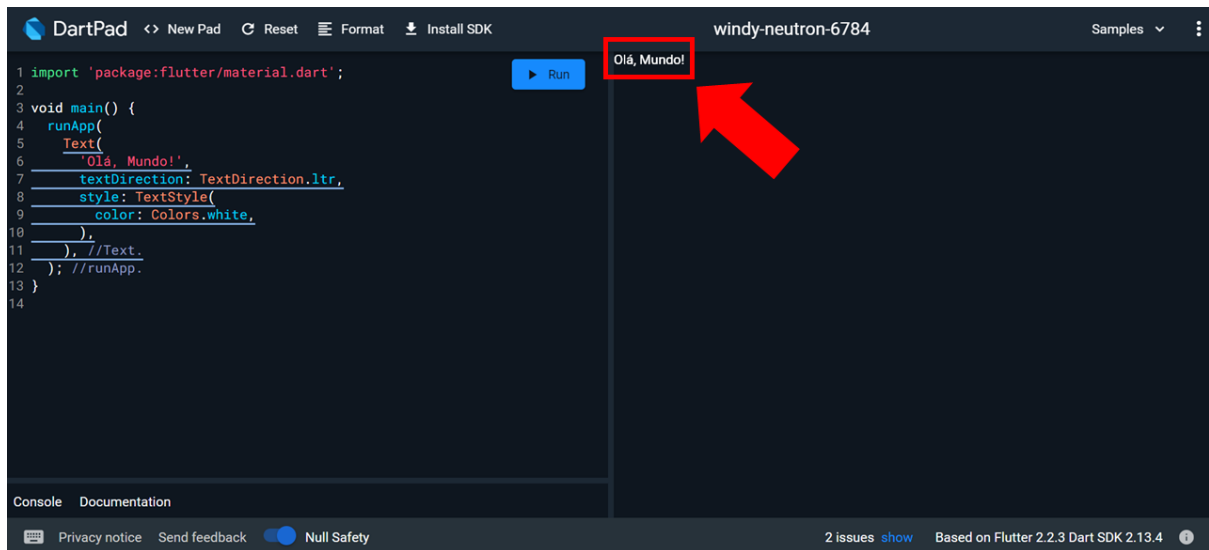 DartPad <> New Pad Reset Format Install SDK windy-neutron-6784 Samples
1 import 'package:flutter/material.dart';
Run
2
3 void main() {
4   runApp(
5     Text(
6       'Olá, Mundo!',
7       textDirection: TextDirection.ltr,
8       style: TextStyle(
9         color: Colors.white,
10       ),
11     ), //Text.
12   ); //runApp.
13 }
14
Olá, Mundo!
Console Documentation
Privacy notice Send feedback Null Safety 2 issues show Based on Flutter 2.2.3 Dart SDK 2.13.4